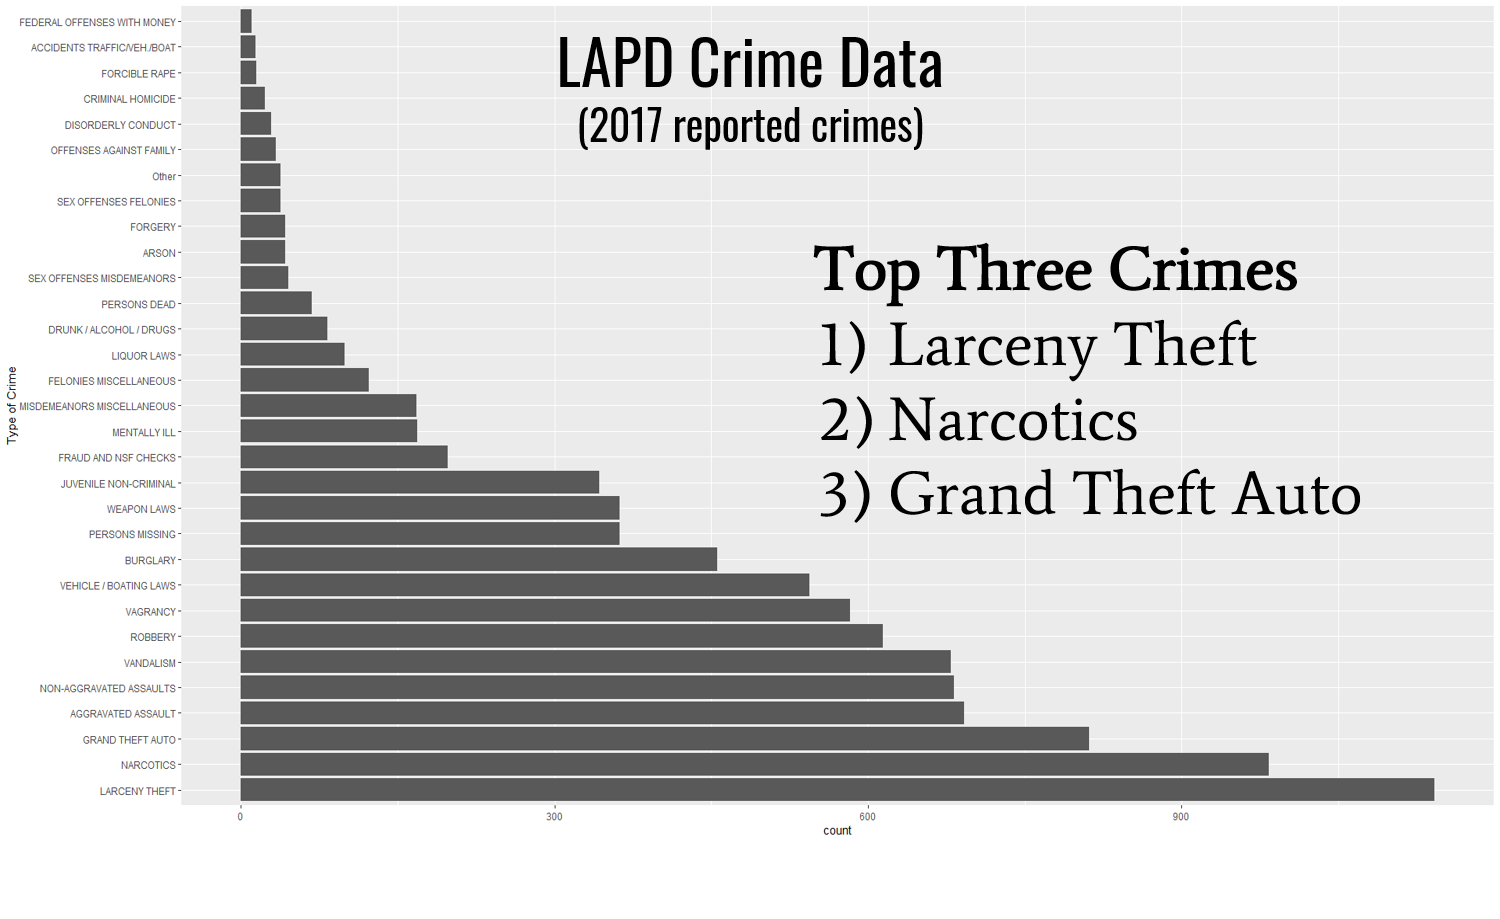 LAPD Crime Data
(2017 reported crimes)
Top Three Crimes
1) Larceny Theft
2) Narcotics
3) Grand Theft Auto
Type of Crime
FEDERAL OFFENSES WITH MONEY
ACCIDENTS TRAFFIC/VEH./BOAT
FORCIBLE RAPE
CRIMINAL HOMICIDE
DISORDERLY CONDUCT
OFFENSES AGAINST FAMILY
Other
SEX OFFENSES FELONIES
FORGERY
ARSON
SEX OFFENSES MISDEMEANORS
PERSONS DEAD
DRUNK / ALCOHOL / DRUGS
LIQUOR LAWS
FELONIES MISCELLANEOUS
MISDEMEANORS MISCELLANEOUS
MENTALLY ILL
FRAUD AND NSF CHECKS
JUVENILE NON-CRIMINAL
WEAPON LAWS
PERSONS MISSING
BURGLARY
VEHICLE / BOATING LAWS
VAGRANCY
ROBBERY
VANDALISM
NON-AGGRAVATED ASSAULTS
AGGRAVATED ASSAULT
GRAND THEFT AUTO
NARCOTICS
LARCENY THEFT
0 300 600 900
count